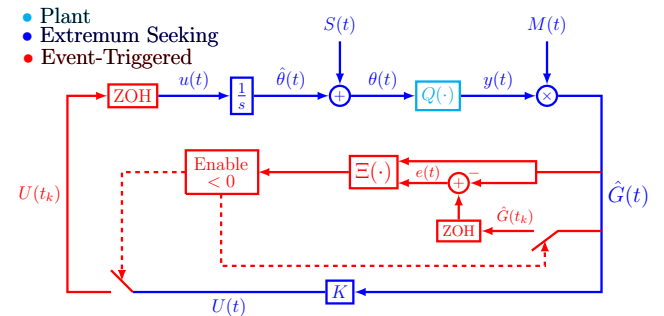 Plant
Extremum Seeking
Event-Triggered
S(t)
M(t)
ZOH
u(t)
1/s
θ̂(t)
+
θ(t)
Q(·)
y(t)
×
Enable
< 0
Ξ(·)
e(t)
+
−
U(t_k)
Ĝ(t)
ZOH
Ĝ(t_k)
U(t)
K